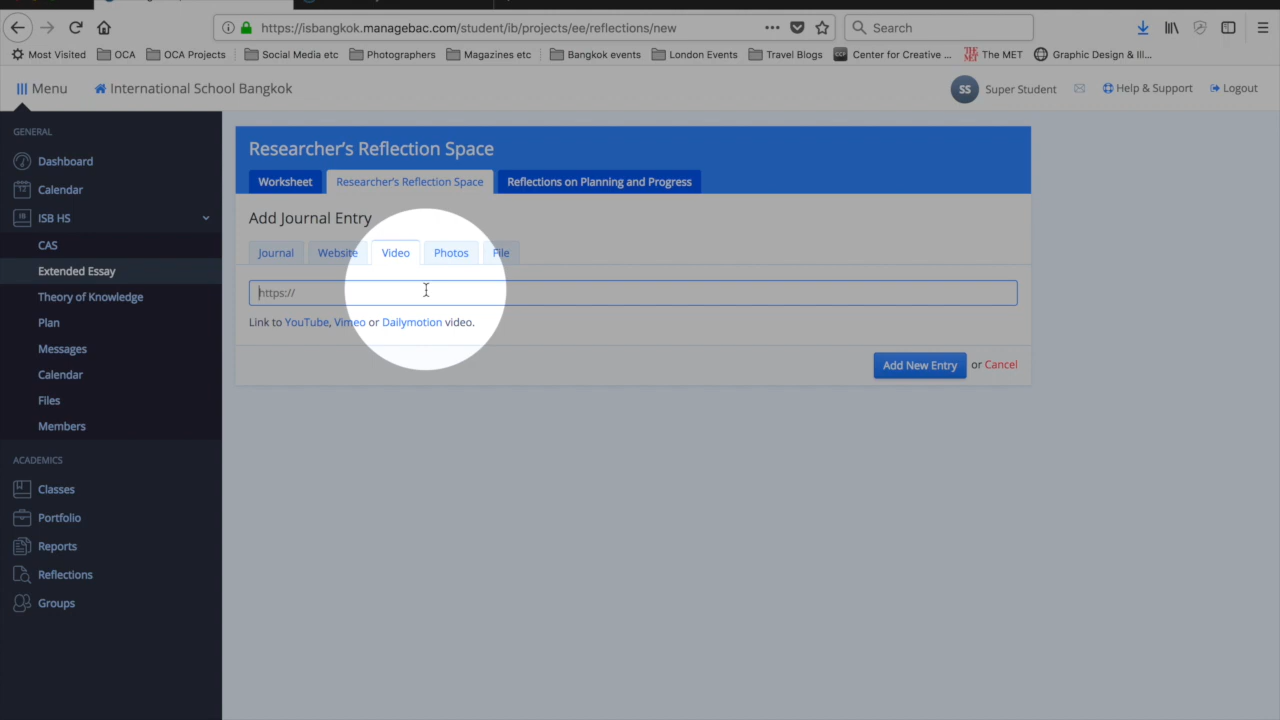 https://isbangkok.managebac.com/student/ib/projects/ee/reflections/new
Search
Most Visited OCA OCA Projects Social Media etc Photographers Magazines etc Bangkok events London Events Travel Blogs Center for Creative ... The MET Graphic Design & Ill...
Menu International School Bangkok SS Super Student Help & Support Logout
GENERAL
Dashboard
Calendar
ISB HS
CAS
Extended Essay
Theory of Knowledge
Plan
Messages
Calendar
Files
Members
ACADEMICS
Classes
Portfolio
Reports
Reflections
Groups
Researcher's Reflection Space
Worksheet Researcher's Reflection Space Reflections on Planning and Progress
Add Journal Entry
Journal Website Video Photos File
https://
Link to YouTube, Vimeo or Dailymotion video.
Add New Entry or Cancel